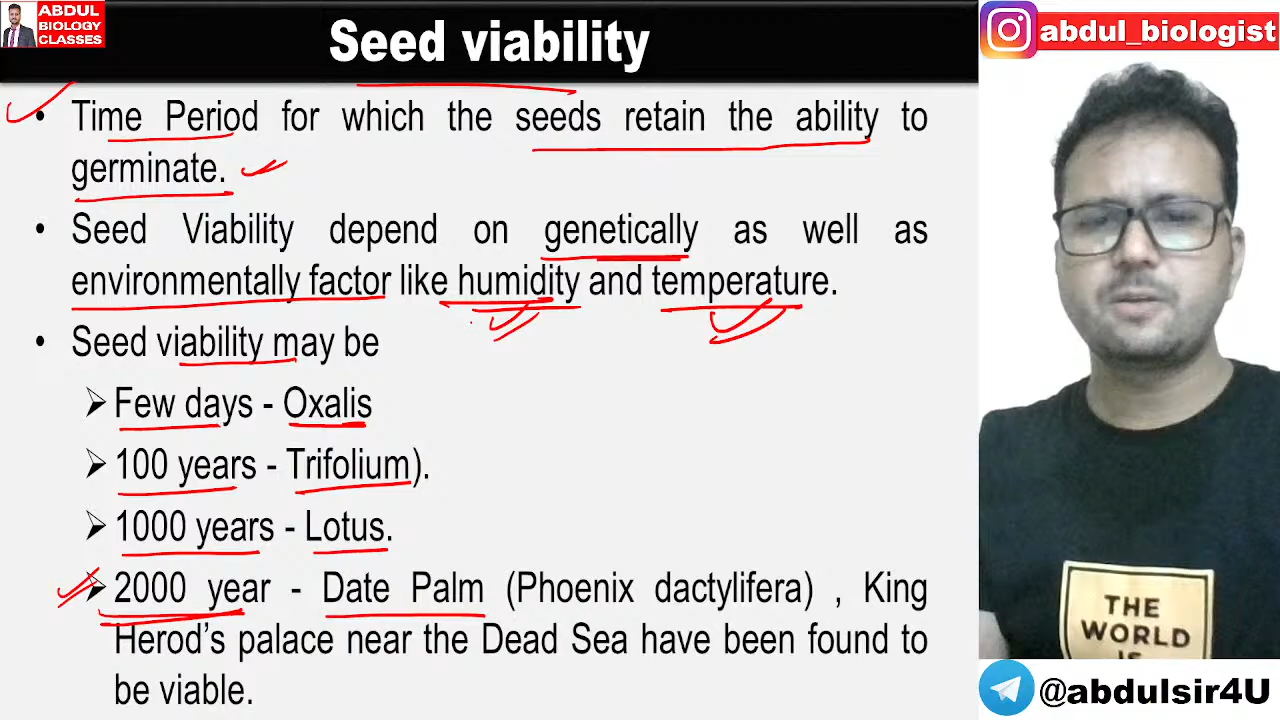 ABDUL
BIOLOGY
CLASSES
Seed viability
abdul_biologist
• Time Period for which the seeds retain the ability to
germinate.
• Seed Viability depend on genetically as well as
environmentally factor like humidity and temperature.
• Seed viability may be
➢ Few days - Oxalis
➢ 100 years - Trifolium).
➢ 1000 years - Lotus.
➢ 2000 year - Date Palm (Phoenix dactylifera) , King
Herod's palace near the Dead Sea have been found to
be viable.
THE
WORLD
IS
@abdulsir4U